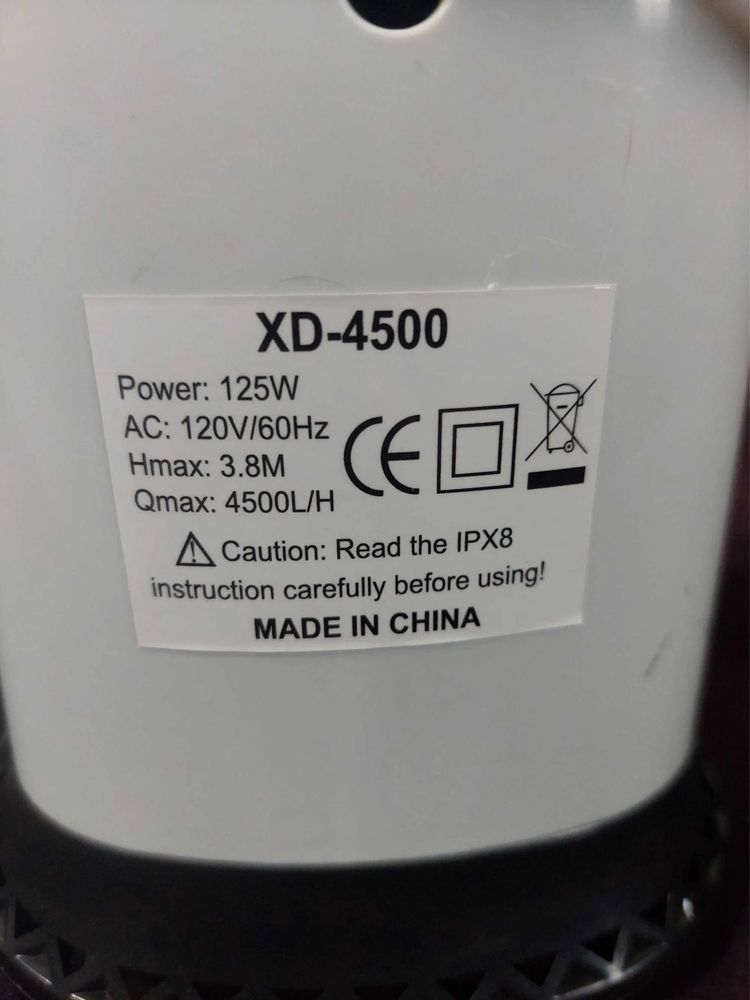 XD-4500
Power: 125W
AC: 120V/60Hz
Hmax: 3.8M
Qmax: 4500L/H
CE
Caution: Read the IPX8
instruction carefully before using!
MADE IN CHINA